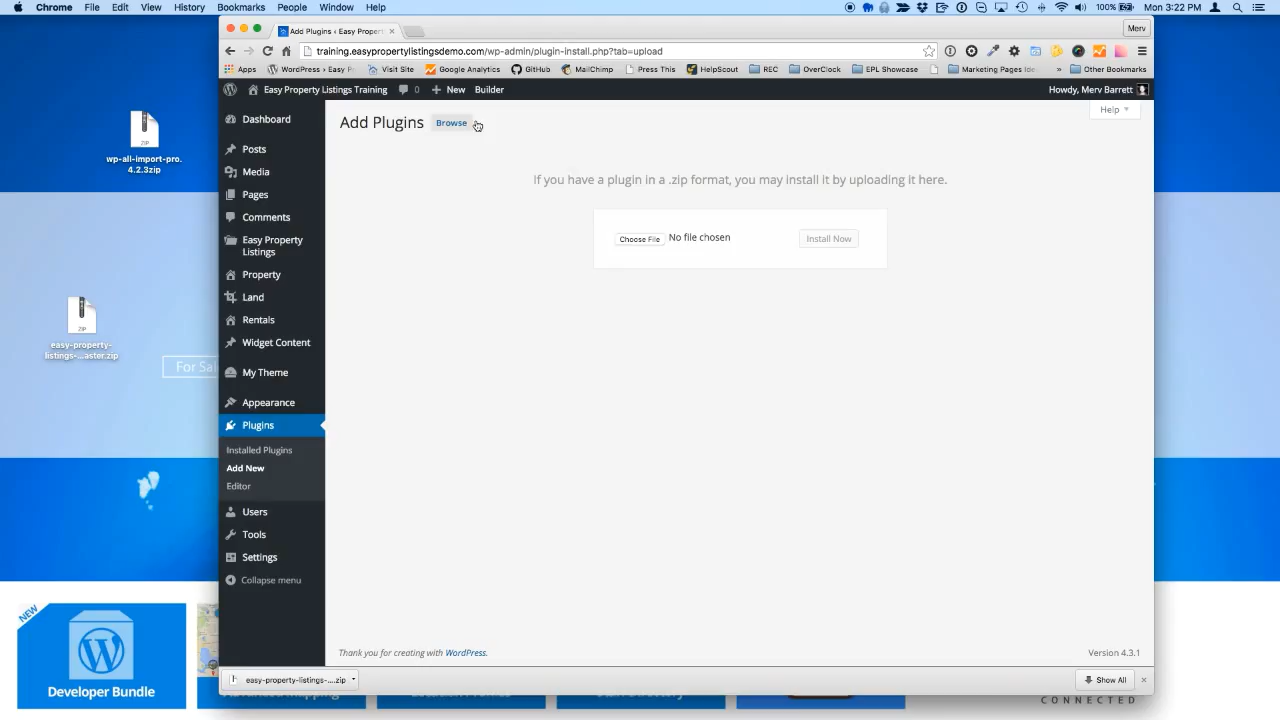 Chrome File Edit View History Bookmarks People Window Help
100% Mon 3:22 PM
Add Plugins ‹ Easy Propert
Merv
training.easypropertylistingsdemo.com/wp-admin/plugin-install.php?tab=upload
Apps WordPress › Easy P Visit Site Google Analytics GitHub MailChimp Press This HelpScout REC OverClock EPL Showcase Marketing Pages Ide » Other Bookmarks
Easy Property Listings Training 0 + New Builder Howdy, Merv Barrett
Help
Add Plugins Browse
If you have a plugin in a .zip format, you may install it by uploading it here.
Choose File No file chosen Install Now
Dashboard
Posts
Media
Pages
Comments
Easy Property
Listings
Property
Land
Rentals
Widget Content
My Theme
Appearance
Plugins
Installed Plugins
Add New
Editor
Users
Tools
Settings
Collapse menu
Thank you for creating with WordPress.
Version 4.3.1
easy-property-listings-....zip
Show All
ZIP
wp-all-import-pro.
4.2.3zip
ZIP
easy-property-
listings-...aster.zip
For Sal
NEW
Developer Bundle
CONNECTED